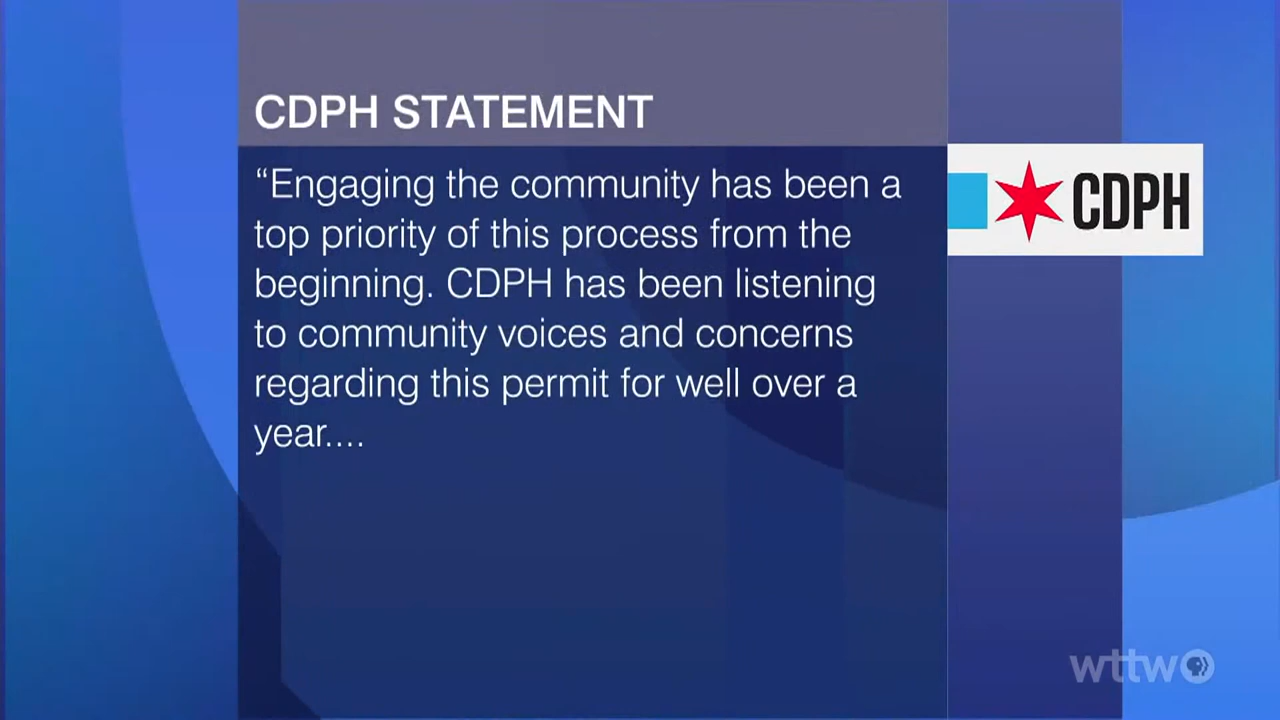 CDPH STATEMENT
“Engaging the community has been a
top priority of this process from the
beginning. CDPH has been listening
to community voices and concerns
regarding this permit for well over a
year....
CDPH
wttw